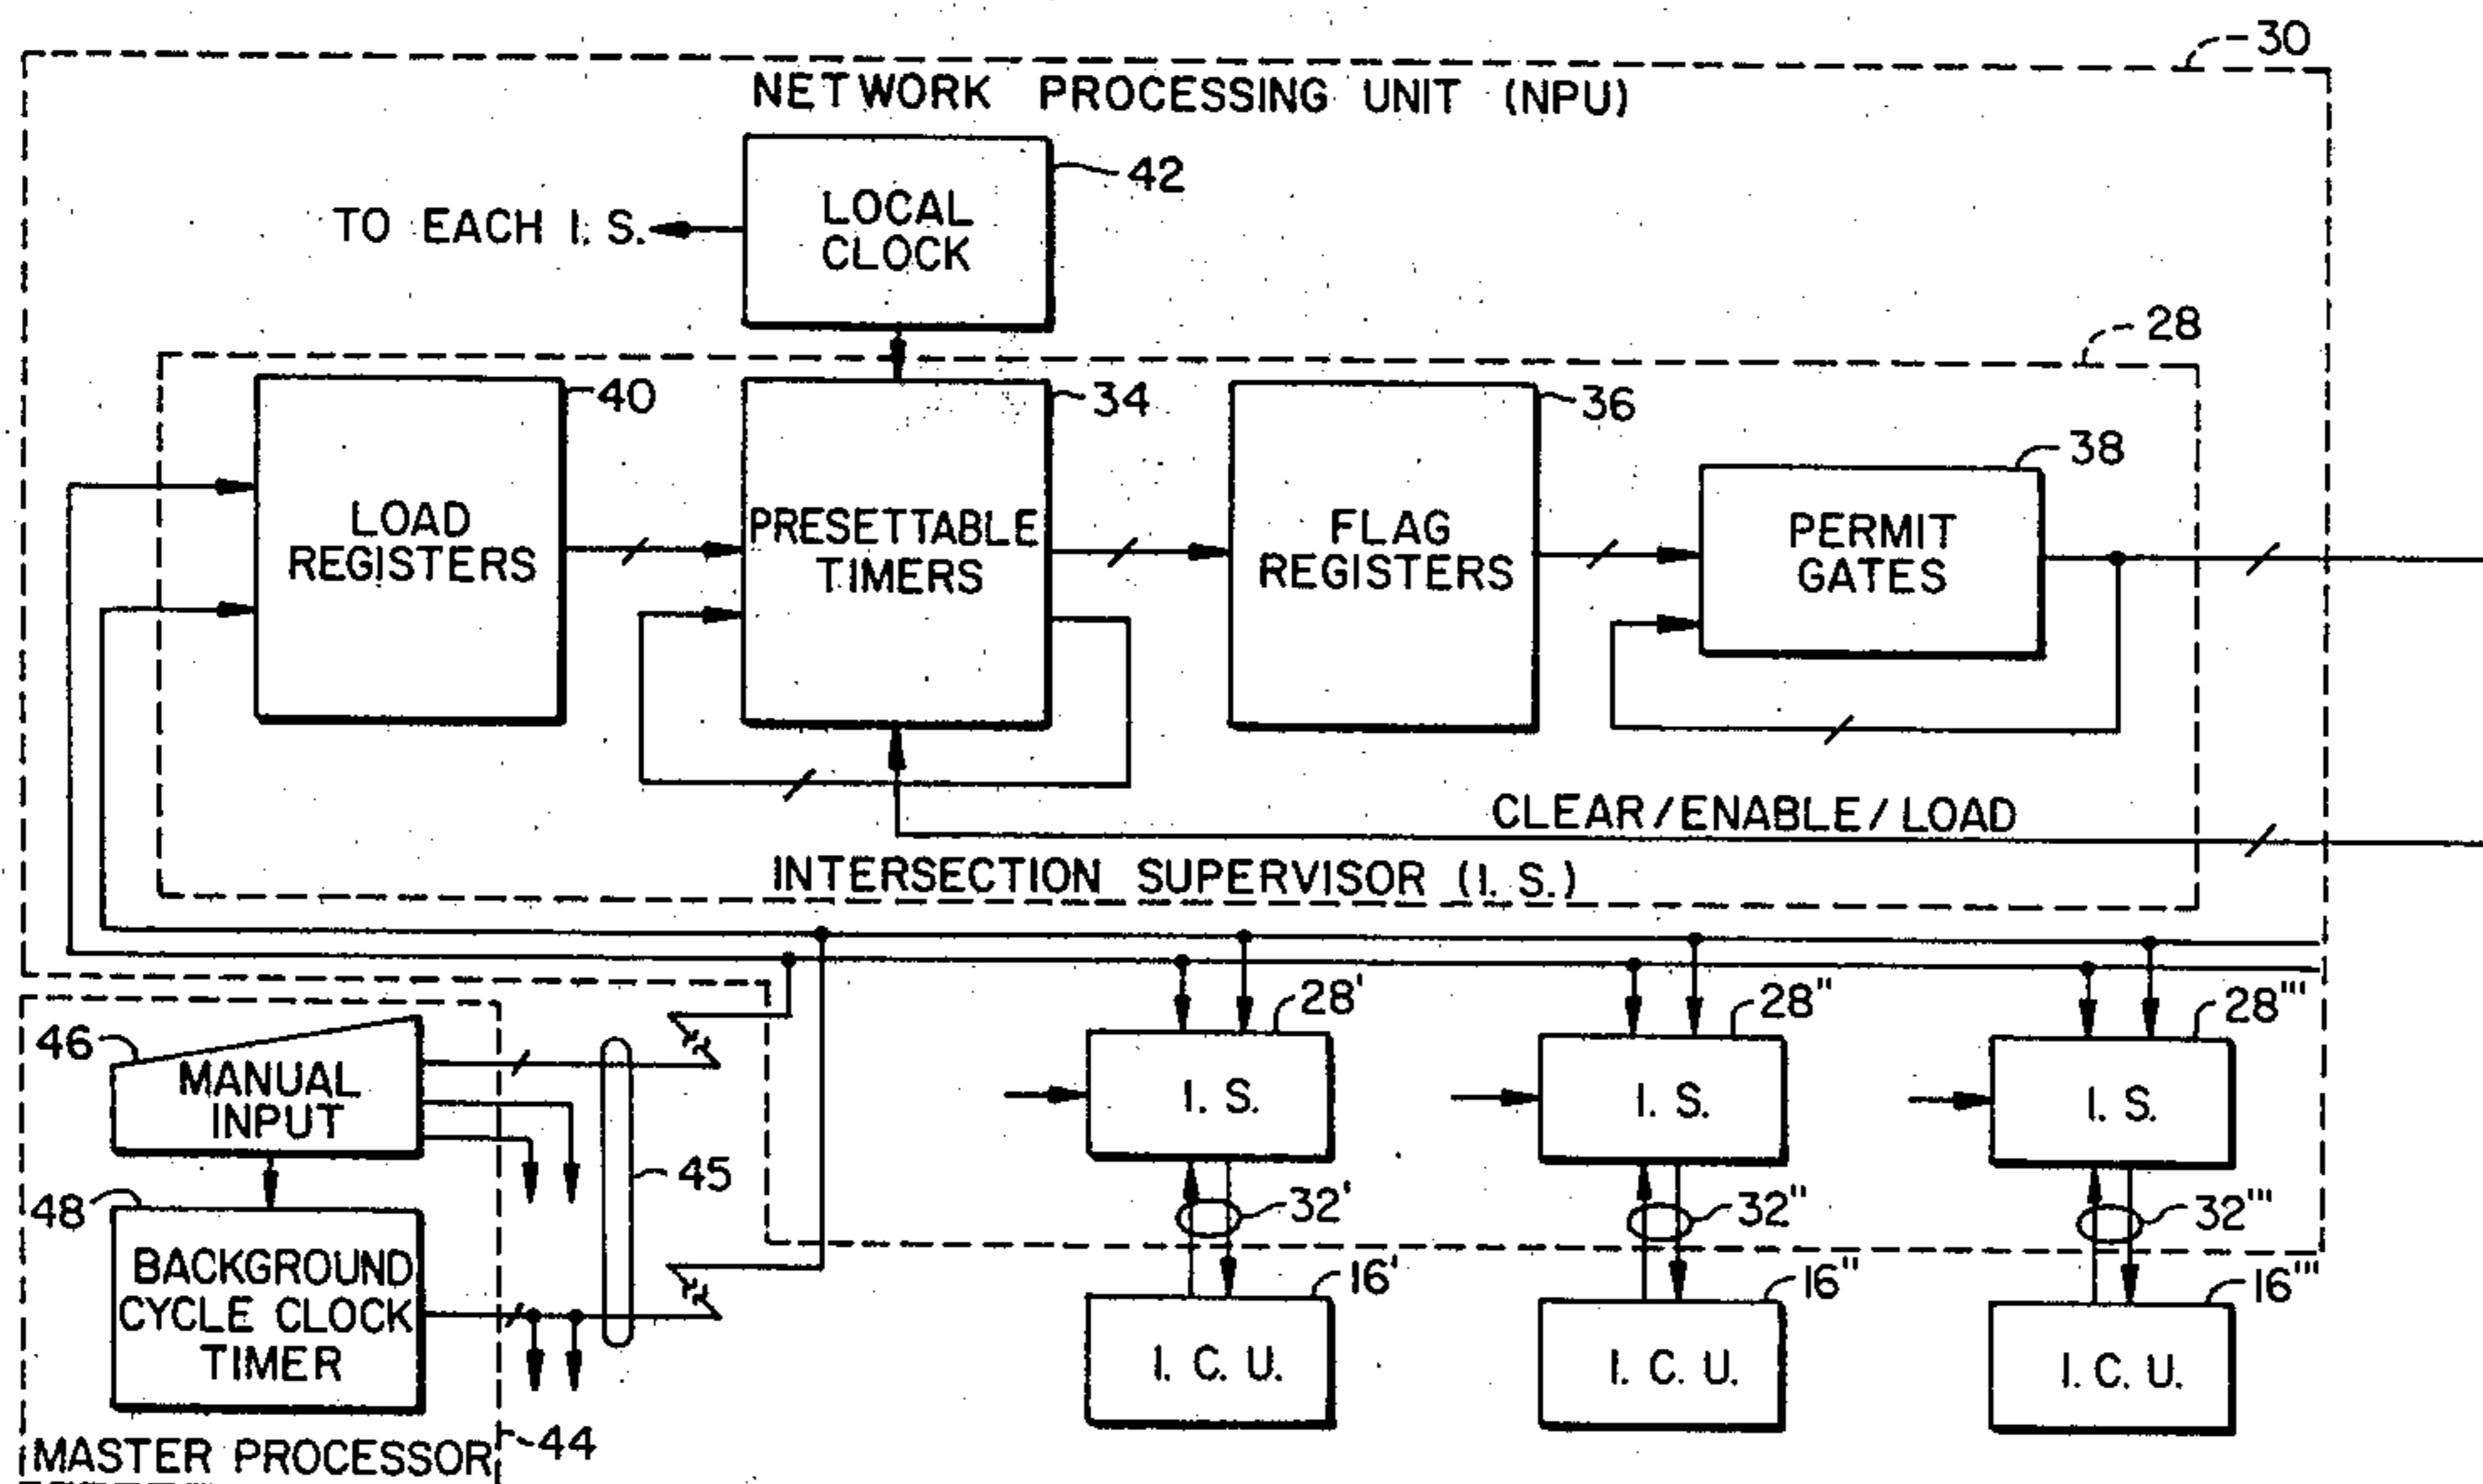 30
NETWORK PROCESSING UNIT (NPU)
42
LOCAL
CLOCK
TO EACH I. S.
28
40
34
36
38
LOAD
REGISTERS
PRESETTABLE
TIMERS
FLAG
REGISTERS
PERMIT
GATES
CLEAR/ENABLE/LOAD
INTERSECTION SUPERVISOR (I. S.)
28'
28"
28'''
46
MANUAL
INPUT
I. S.
I. S.
I. S.
45
48
32'
32"
32'''
BACKGROUND
CYCLE CLOCK
TIMER
16'
16"
16'''
I. C. U.
I. C. U.
I. C. U.
44
MASTER PROCESSOR